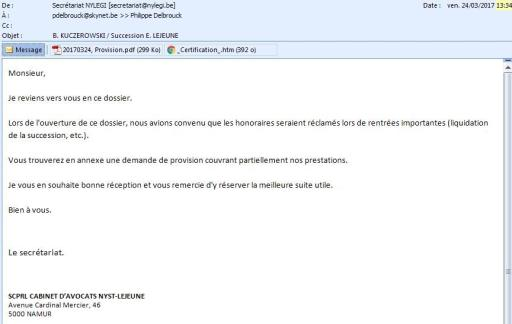 De : Secrétariat NYLEGI [secretariat@nylegi.be] Date : ven. 24/03/2017 13:34
À : pdelbrouck@skynet.be >> Philippe Delbrouck
Cc :
Objet : B. KUCZEROWSKI / Succession E. LEJEUNE
Message 20170324, Provision.pdf (299 Ko) _Certification_.htm (392 o)
Monsieur,
Je reviens vers vous en ce dossier.
Lors de l'ouverture de ce dossier, nous avions convenu que les honoraires seraient réclamés lors de rentrées importantes (liquidation
de la succession, etc.).
Vous trouverez en annexe une demande de provision couvrant partiellement nos prestations.
Je vous en souhaite bonne réception et vous remercie d'y réserver la meilleure suite utile.
Bien à vous.
Le secrétariat.
SCPRL CABINET D'AVOCATS NYST-LEJEUNE
Avenue Cardinal Mercier, 46
5000 NAMUR